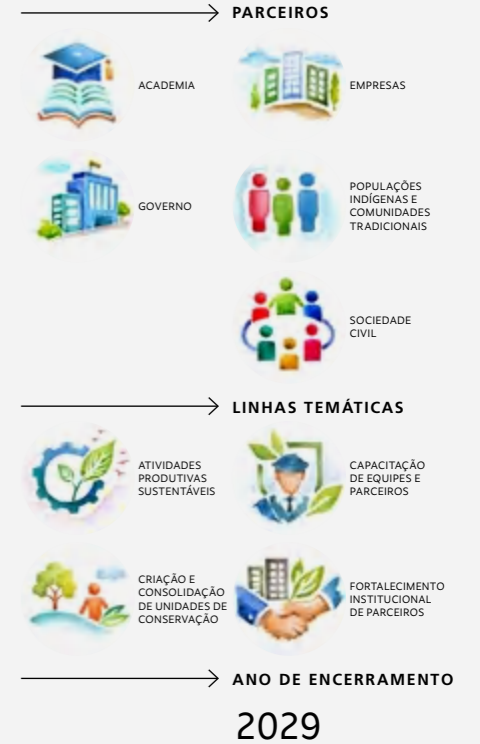 PARCEIROS
ACADEMIA
EMPRESAS
GOVERNO
POPULAÇÕES
INDÍGENAS E
COMUNIDADES
TRADICIONAIS
SOCIEDADE
CIVIL
LINHAS TEMÁTICAS
ATIVIDADES
PRODUTIVAS
SUSTENTÁVEIS
CAPACITAÇÃO
DE EQUIPES E
PARCEIROS
CRIAÇÃO E
CONSOLIDAÇÃO
DE UNIDADES DE
CONSERVAÇÃO
FORTALECIMENTO
INSTITUCIONAL
DE PARCEIROS
ANO DE ENCERRAMENTO
2029